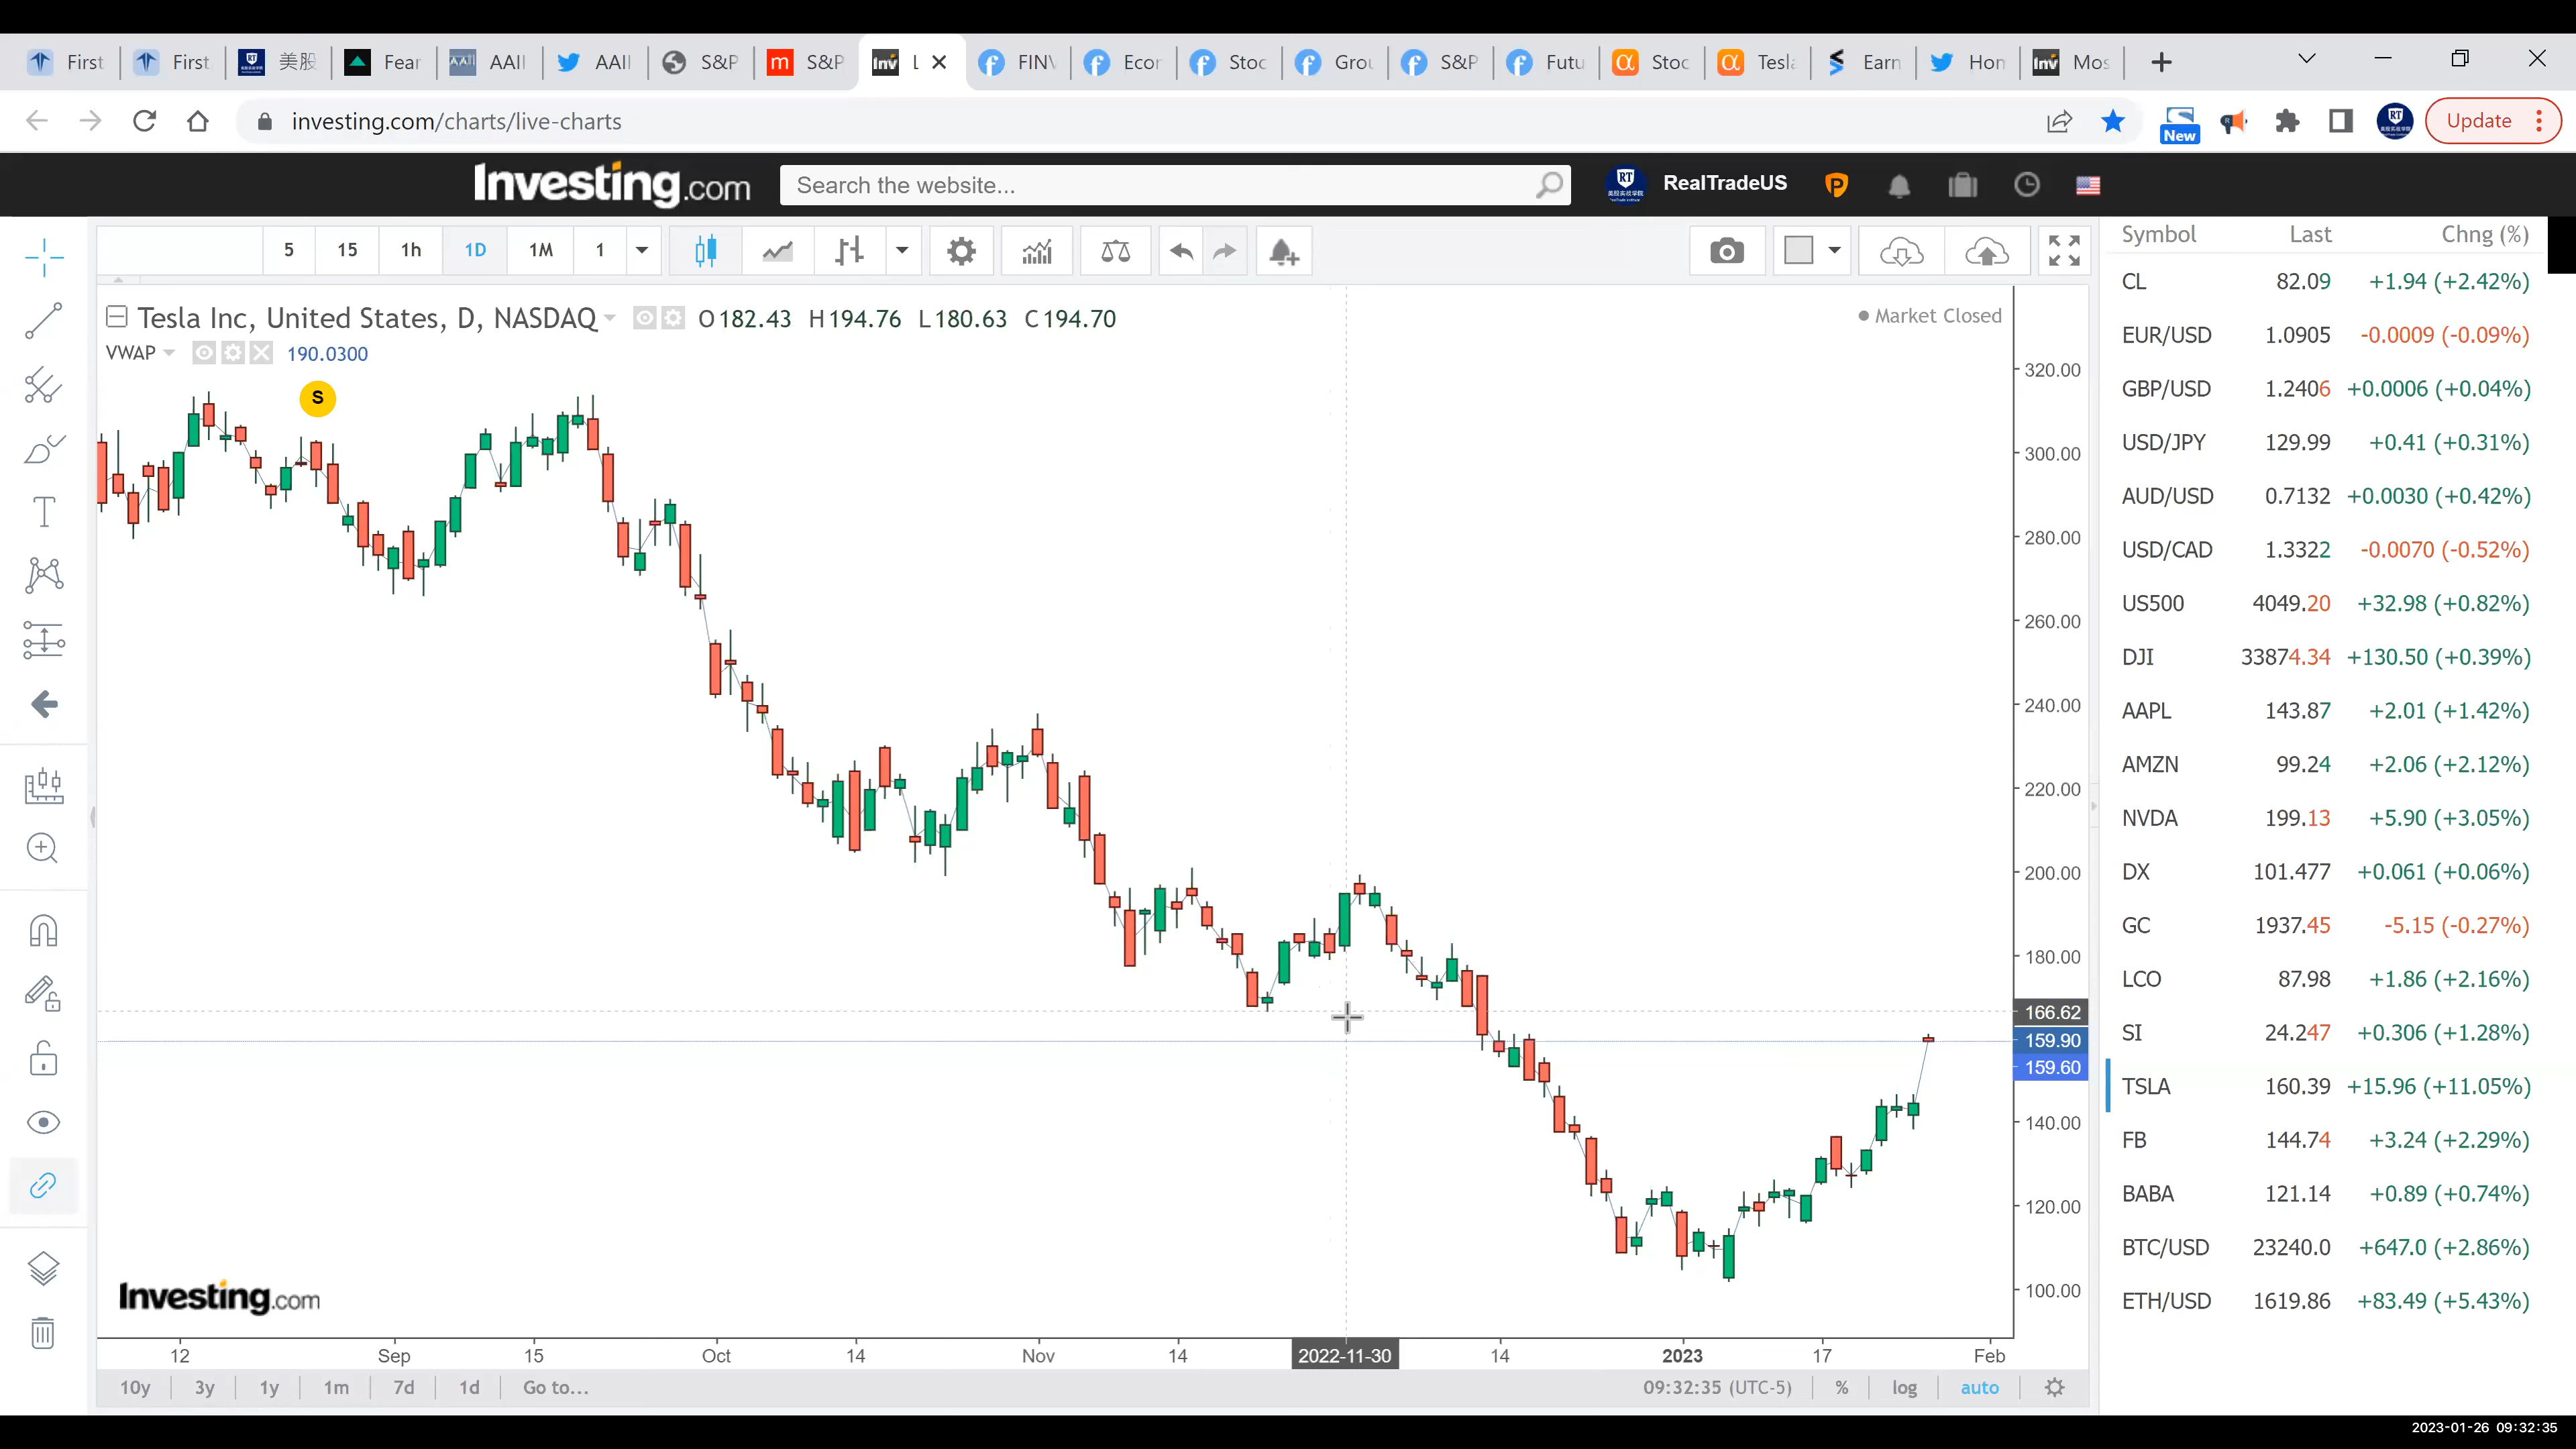 First First 美股 Fear AAII AAII S&P S&P L FINV Econ Stoc Grou S&P Futu Stoc Tesla Earn Hom Mos
investing.com/charts/live-charts New Update
Investing.com Search the website... RealTradeUS
5 15 1h 1D 1M 1
Tesla Inc, United States, D, NASDAQ O182.43 H194.76 L180.63 C194.70 Market Closed
VWAP 190.0300
S
320.00
300.00
280.00
260.00
240.00
220.00
200.00
180.00
166.62
159.90
159.60
140.00
120.00
100.00
Investing.com
12 Sep 15 Oct 14 Nov 14 2022-11-30 14 2023 17 Feb
10y 3y 1y 1m 7d 1d Go to... 09:32:35 (UTC-5) % log auto
Symbol Last Chng (%)
CL 82.09 +1.94 (+2.42%)
EUR/USD 1.0905 -0.0009 (-0.09%)
GBP/USD 1.2406 +0.0006 (+0.04%)
USD/JPY 129.99 +0.41 (+0.31%)
AUD/USD 0.7132 +0.0030 (+0.42%)
USD/CAD 1.3322 -0.0070 (-0.52%)
US500 4049.20 +32.98 (+0.82%)
DJI 33874.34 +130.50 (+0.39%)
AAPL 143.87 +2.01 (+1.42%)
AMZN 99.24 +2.06 (+2.12%)
NVDA 199.13 +5.90 (+3.05%)
DX 101.477 +0.061 (+0.06%)
GC 1937.45 -5.15 (-0.27%)
LCO 87.98 +1.86 (+2.16%)
SI 24.247 +0.306 (+1.28%)
TSLA 160.39 +15.96 (+11.05%)
FB 144.74 +3.24 (+2.29%)
BABA 121.14 +0.89 (+0.74%)
BTC/USD 23240.0 +647.0 (+2.86%)
ETH/USD 1619.86 +83.49 (+5.43%)
2023-01-26 09:32:35